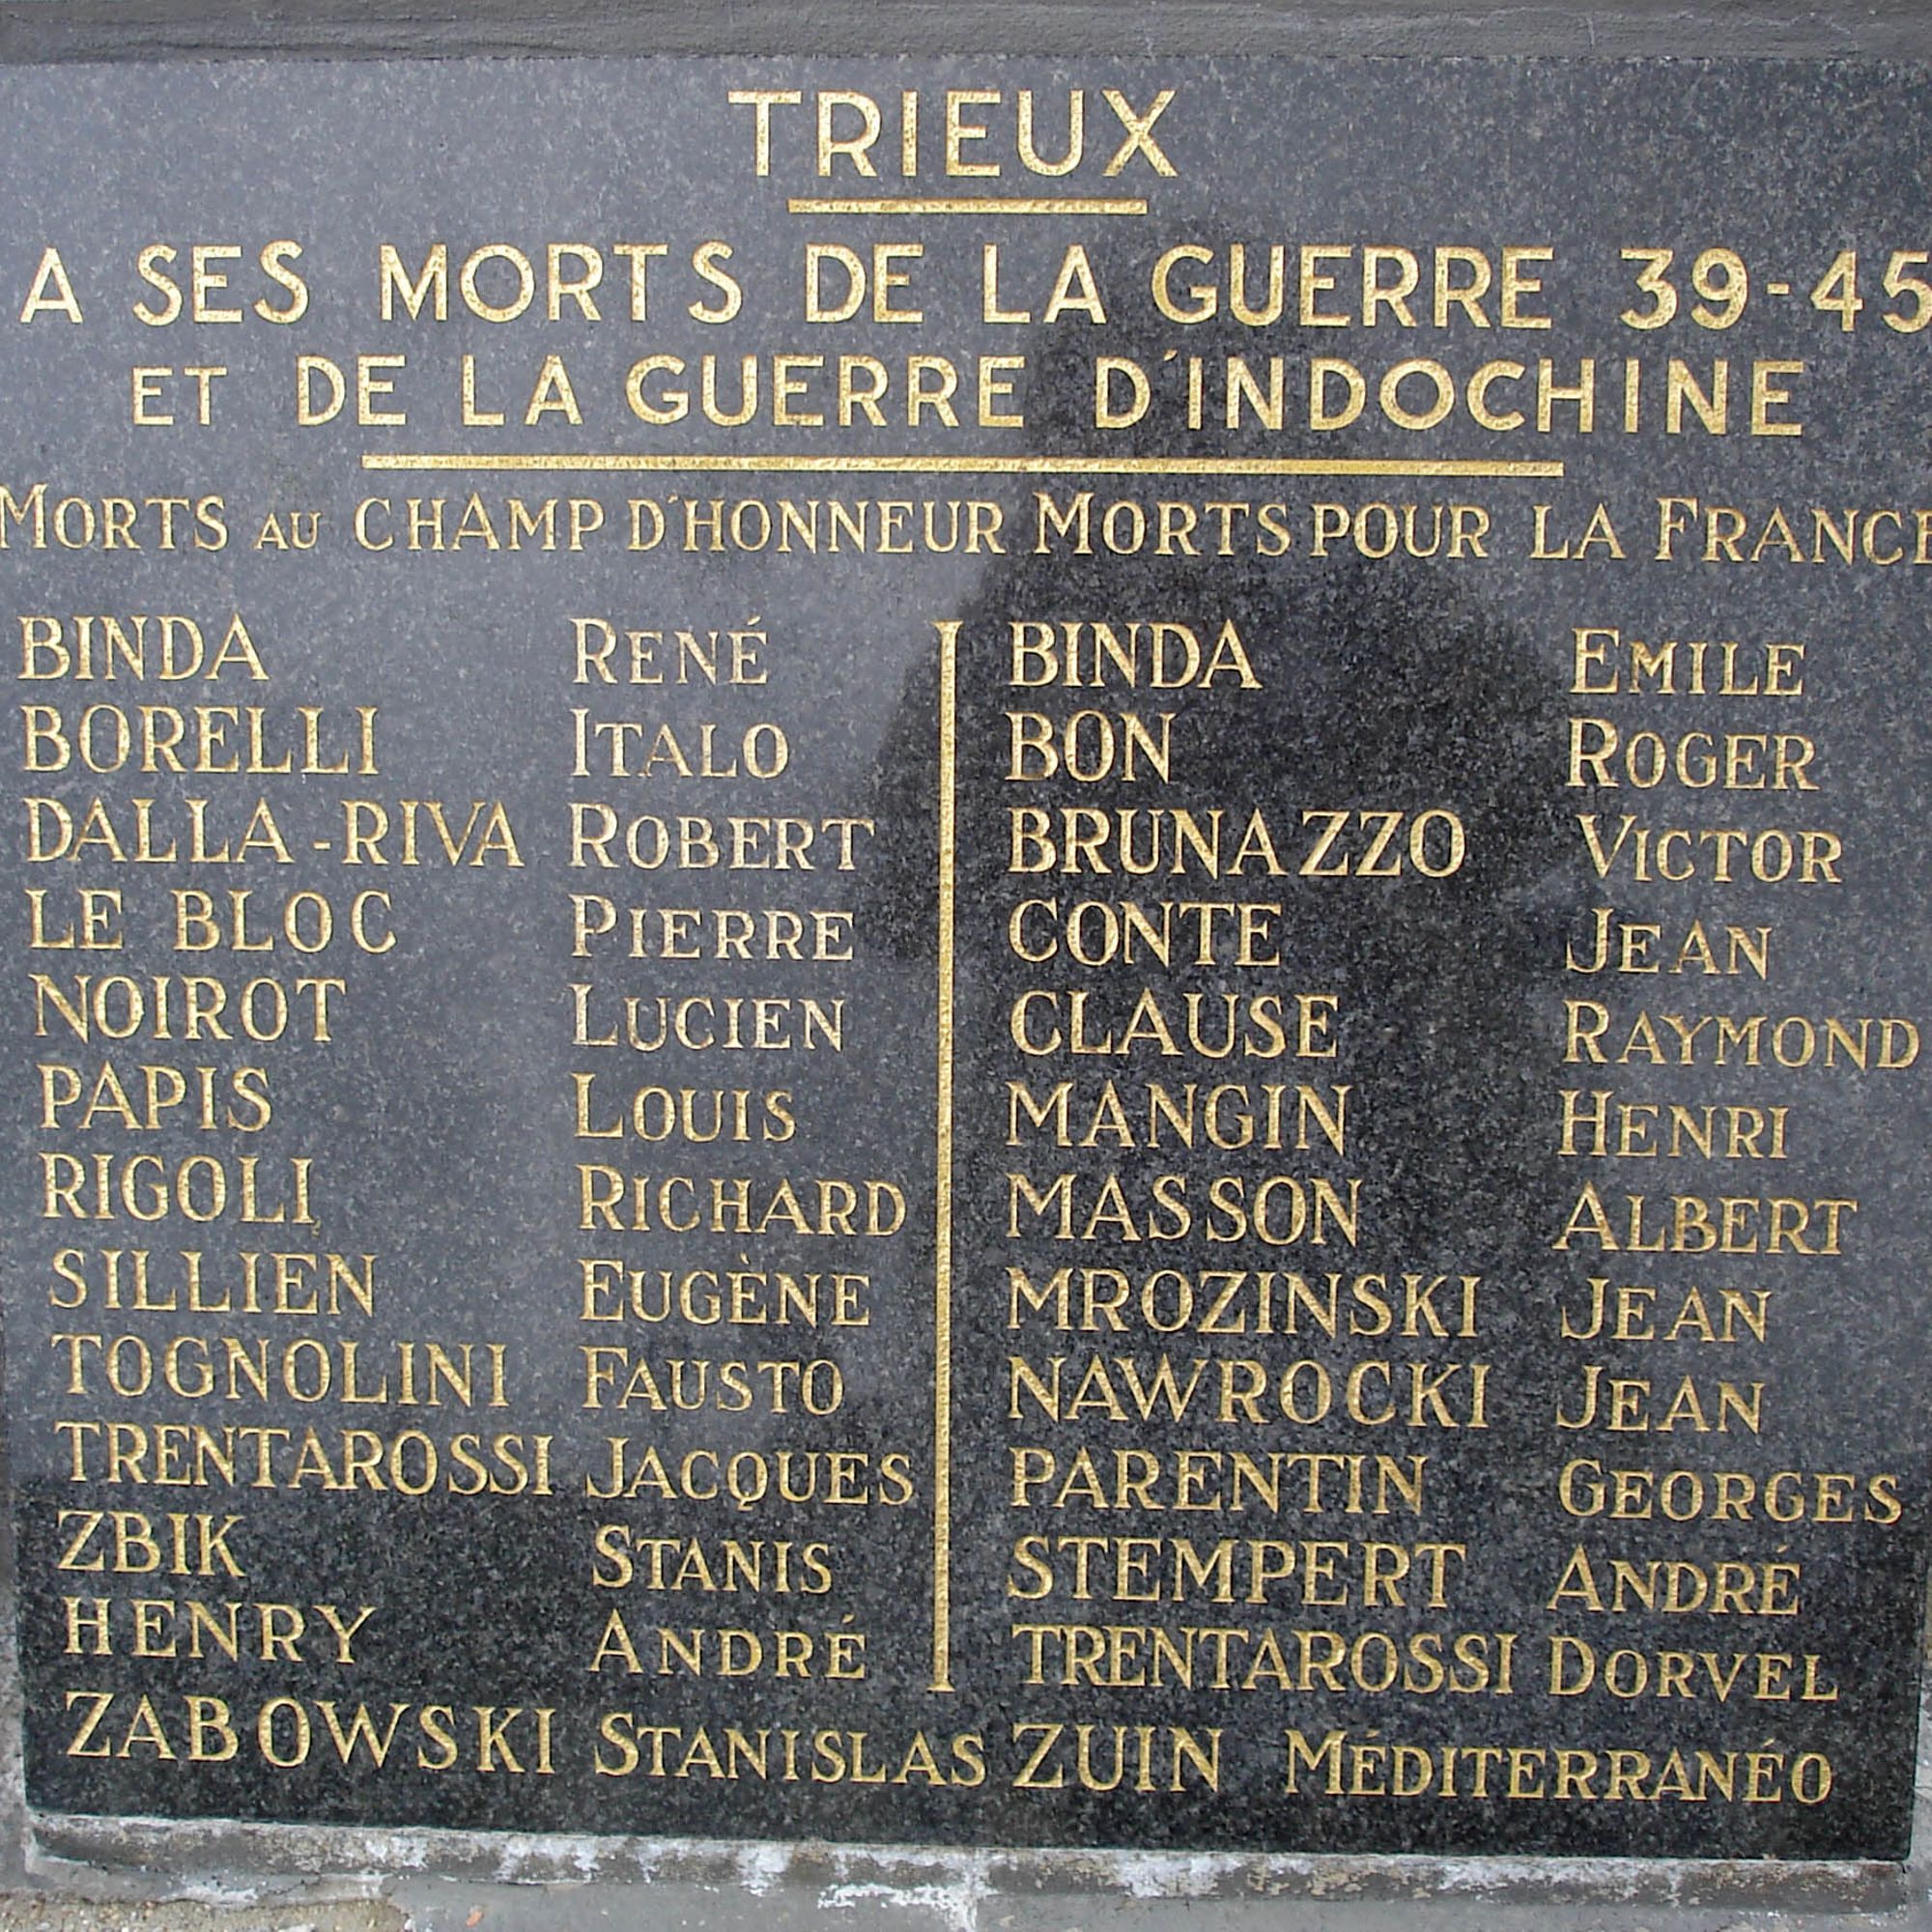 TRIEUX
A SES MORTS DE LA GUERRE 39-45
ET DE LA GUERRE D'INDOCHINE
MORTS AU CHAMP D'HONNEUR MORTS POUR LA FRANCE
BINDA RENÉ
BORELLI ITALO
DALLA-RIVA ROBERT
LE BLOC PIERRE
NOIROT LUCIEN
PAPIS LOUIS
RIGOLI RICHARD
SILLIEN EUGÈNE
TOGNOLINI FAUSTO
TRENTAROSSI JACQUES
ZBIK STANIS
HENRY ANDRÉ
ZABOWSKI STANISLAS
BINDA EMILE
BON ROGER
BRUNAZZO VICTOR
CONTE JEAN
CLAUSE RAYMOND
MANGIN HENRI
MASSON ALBERT
MROZINSKI JEAN
NAWROCKI JEAN
PARENTIN GEORGES
STEMPERT ANDRÉ
TRENTAROSSI DORVEL
ZUIN MÉDITERRANÉO